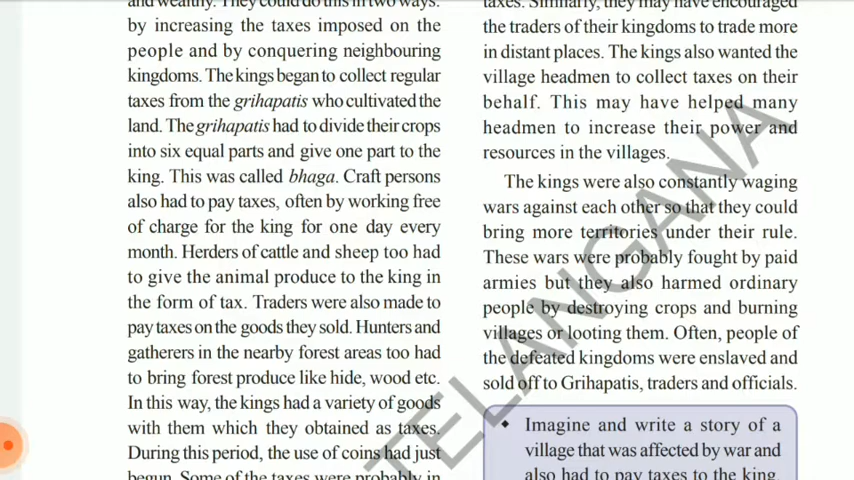 and wealthy. They could do this in two ways:
by increasing the taxes imposed on the
people and by conquering neighbouring
kingdoms. The kings began to collect regular
taxes from the grihapatis who cultivated the
land. The grihapatis had to divide their crops
into six equal parts and give one part to the
king. This was called bhaga. Craft persons
also had to pay taxes, often by working free
of charge for the king for one day every
month. Herders of cattle and sheep too had
to give the animal produce to the king in
the form of tax. Traders were also made to
pay taxes on the goods they sold. Hunters and
gatherers in the nearby forest areas too had
to bring forest produce like hide, wood etc.
In this way, the kings had a variety of goods
with them which they obtained as taxes.
During this period, the use of coins had just
begun. Some of the taxes were probably in
taxes. Similarly, they may have encouraged
the traders of their kingdoms to trade more
in distant places. The kings also wanted the
village headmen to collect taxes on their
behalf. This may have helped many
headmen to increase their power and
resources in the villages.
The kings were also constantly waging
wars against each other so that they could
bring more territories under their rule.
These wars were probably fought by paid
armies but they also harmed ordinary
people by destroying crops and burning
villages or looting them. Often, people of
the defeated kingdoms were enslaved and
sold off to Grihapatis, traders and officials.
◆ Imagine and write a story of a
village that was affected by war and
also had to pay taxes to the king.
TELANGANA